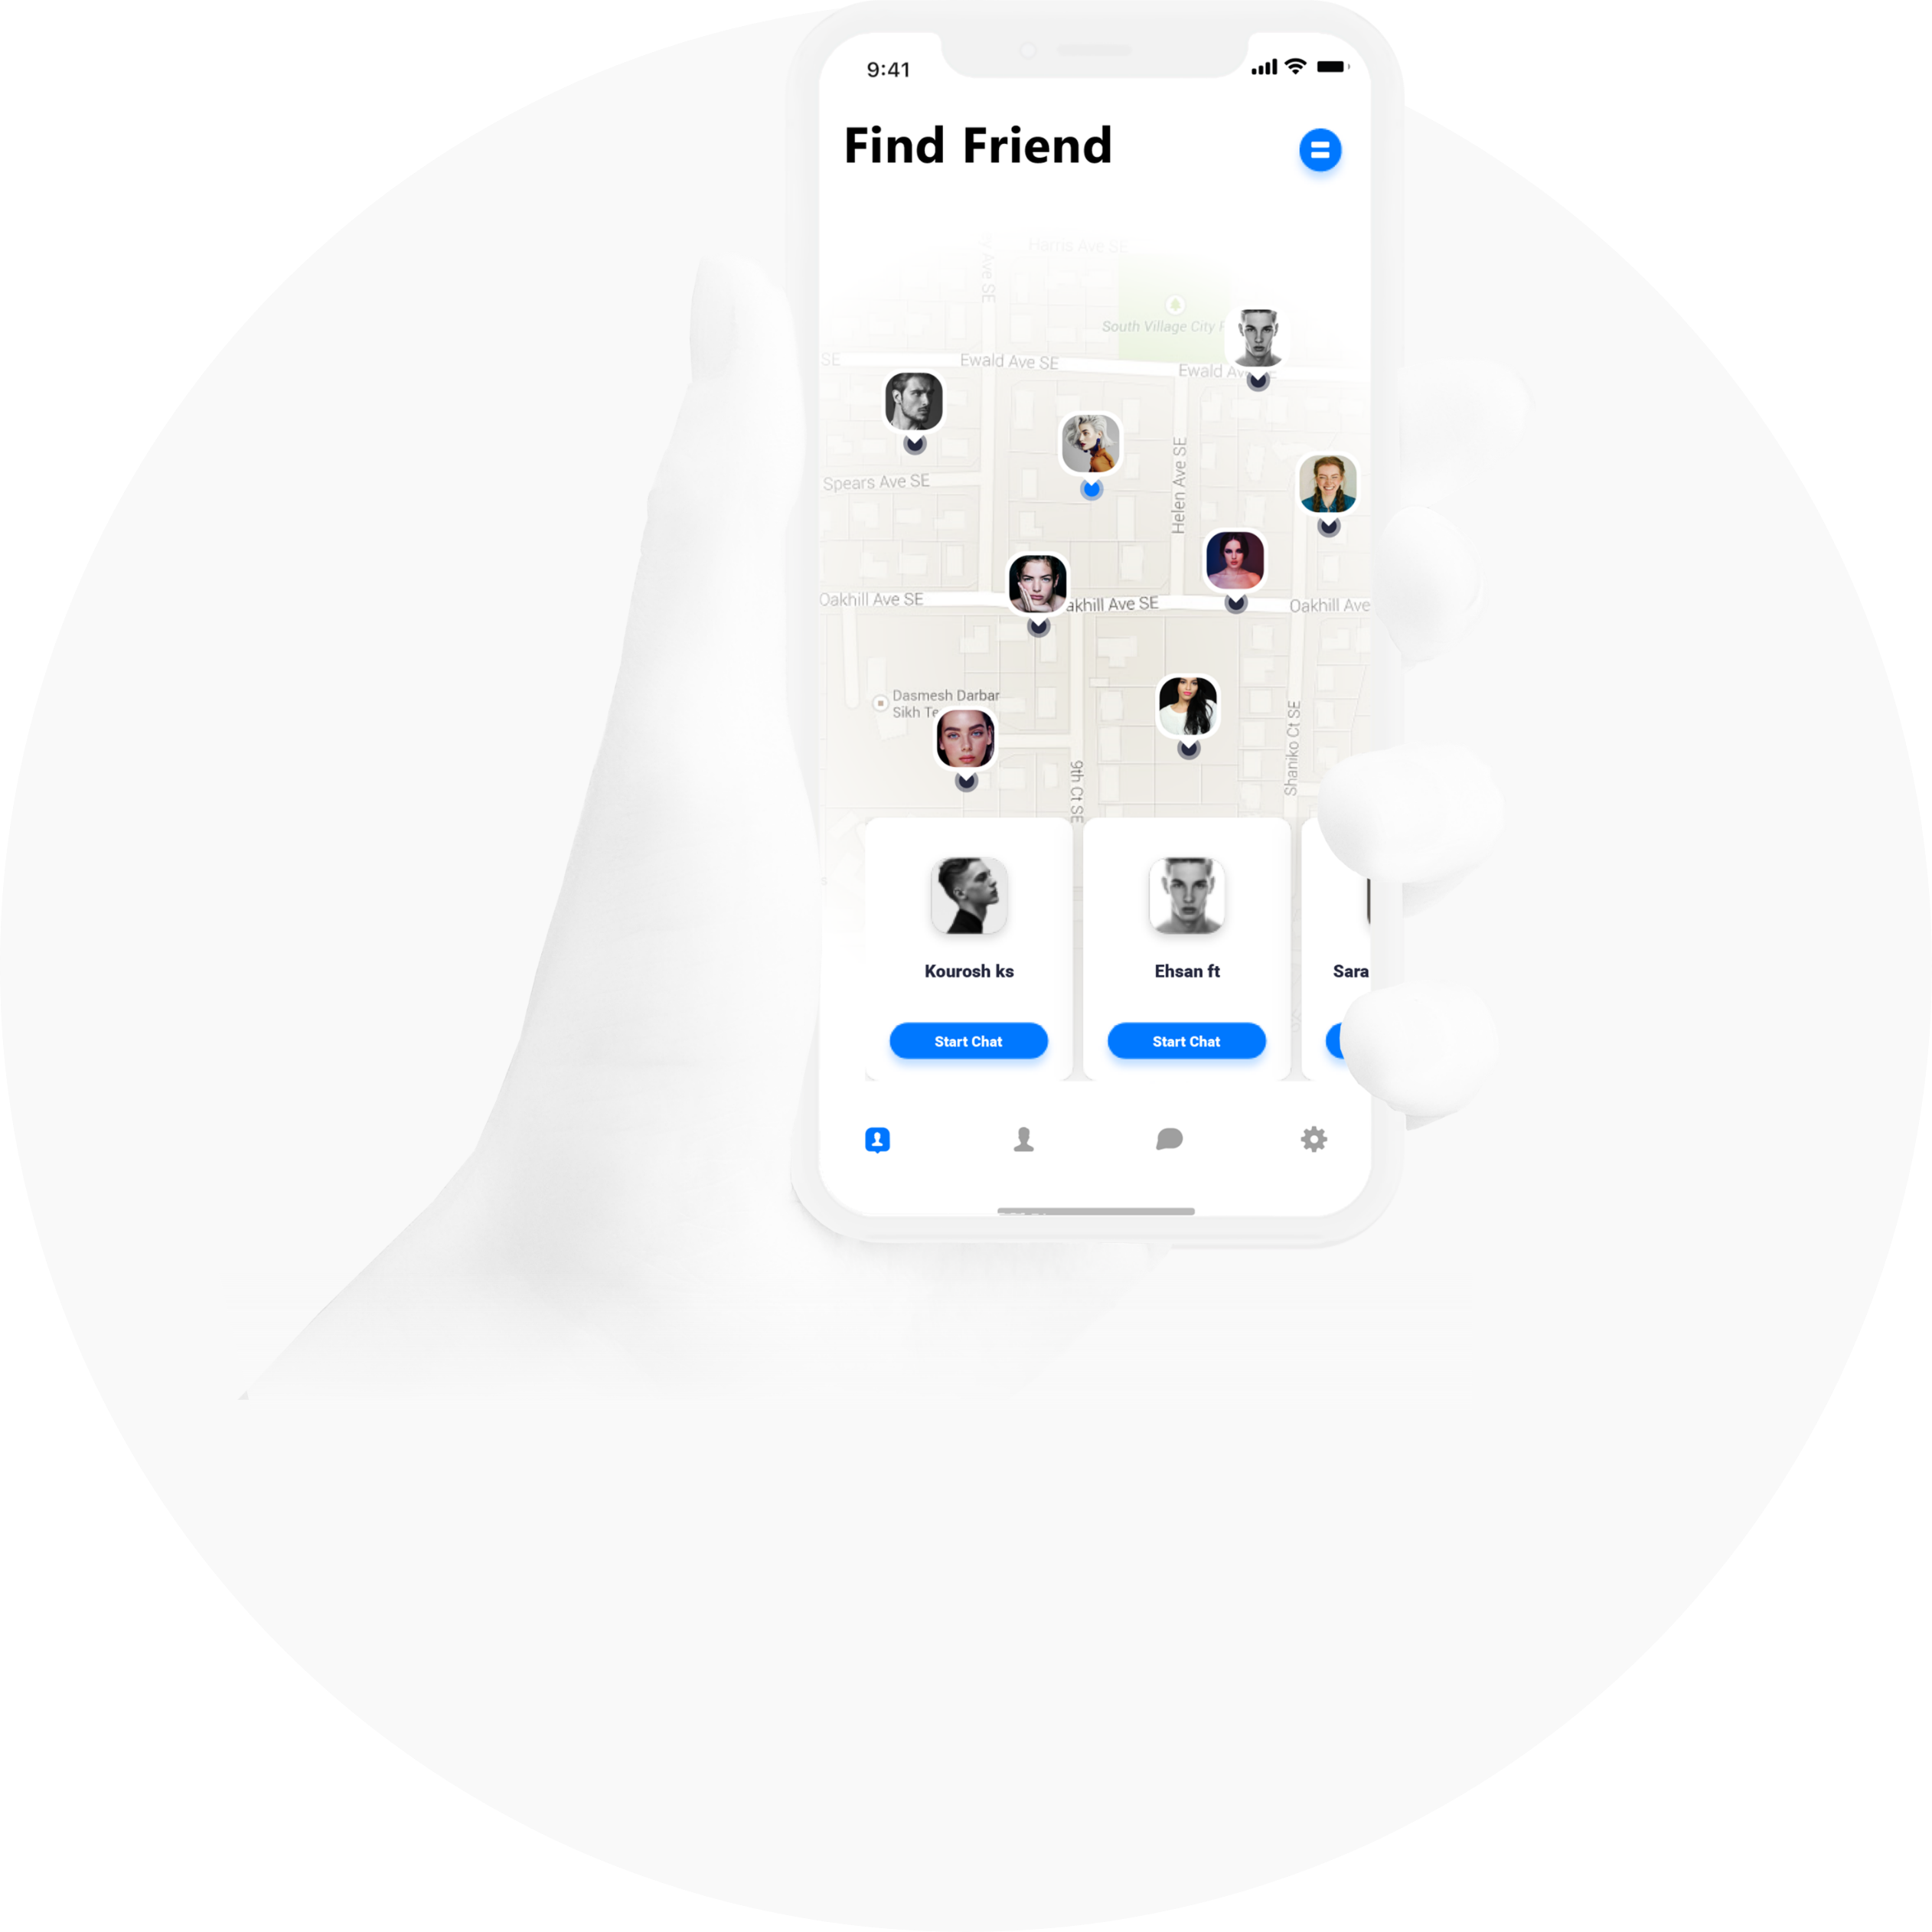 9:41
Find Friend
Harris Ave SE
Ave SE
South Village City
SE
Ewald Ave SE
Ewald
Helen Ave SE
Spears Ave SE
Oakhill Ave SE
akhill Ave SE
Oakhill Ave
Dasmesh Darbar
Sikh
Shaniko Ct SE
9th Ct SE
Kourosh ks
Ehsan ft
Sara
Start Chat
Start Chat